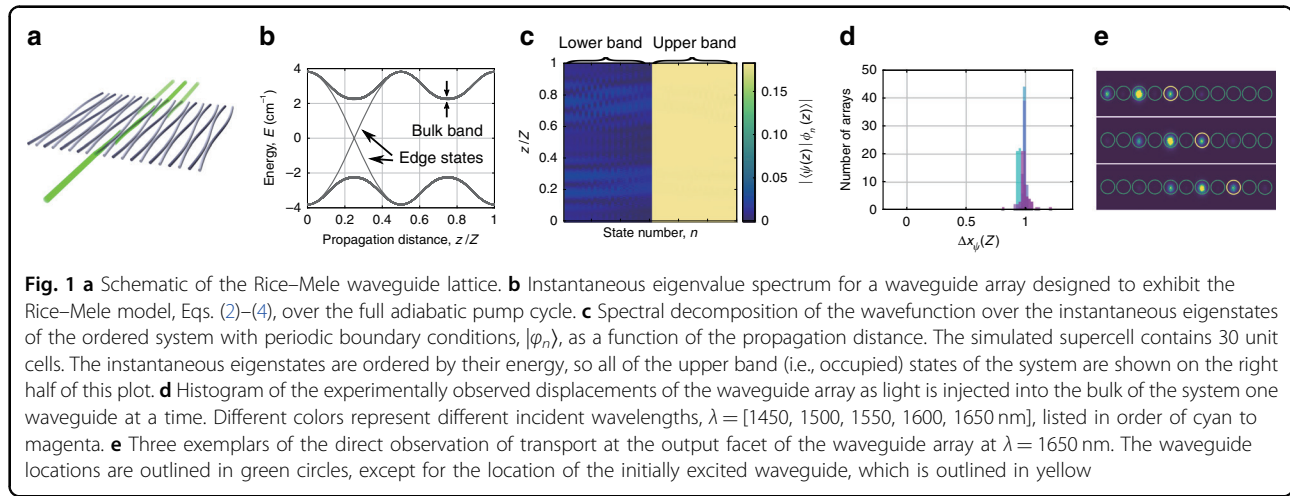 a
b
c
d
e
Lower band
Upper band
4
2
0
−2
−4
Energy, E (cm⁻¹)
Bulk band
Edge states
0
0.2
0.4
0.6
0.8
1
Propagation distance, z/Z
1
0.8
0.6
0.4
0.2
0
z/Z
State number, n
0.15
0.10
0.05
0
|⟨ψ(z)|ϕn(z)⟩|
50
40
30
20
10
0
Number of arrays
0
0.5
1
Δxψ(Z)
Fig. 1 a Schematic of the Rice–Mele waveguide lattice. b Instantaneous eigenvalue spectrum for a waveguide array designed to exhibit the
Rice–Mele model, Eqs. (2)–(4), over the full adiabatic pump cycle. c Spectral decomposition of the wavefunction over the instantaneous eigenstates
of the ordered system with periodic boundary conditions, |φn⟩, as a function of the propagation distance. The simulated supercell contains 30 unit
cells. The instantaneous eigenstates are ordered by their energy, so all of the upper band (i.e., occupied) states of the system are shown on the right
half of this plot. d Histogram of the experimentally observed displacements of the waveguide array as light is injected into the bulk of the system one
waveguide at a time. Different colors represent different incident wavelengths, λ = [1450, 1500, 1550, 1600, 1650 nm], listed in order of cyan to
magenta. e Three exemplars of the direct observation of transport at the output facet of the waveguide array at λ = 1650 nm. The waveguide
locations are outlined in green circles, except for the location of the initially excited waveguide, which is outlined in yellow